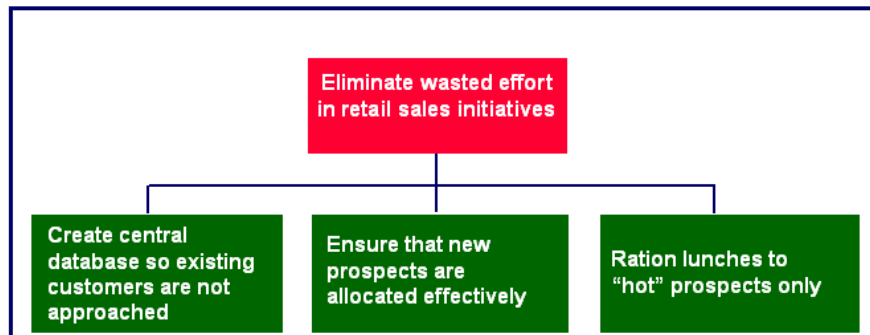 Eliminate wasted effort
in retail sales initiatives
Create central
database so existing
customers are not
approached
Ensure that new
prospects are
allocated effectively
Ration lunches to
“hot” prospects only